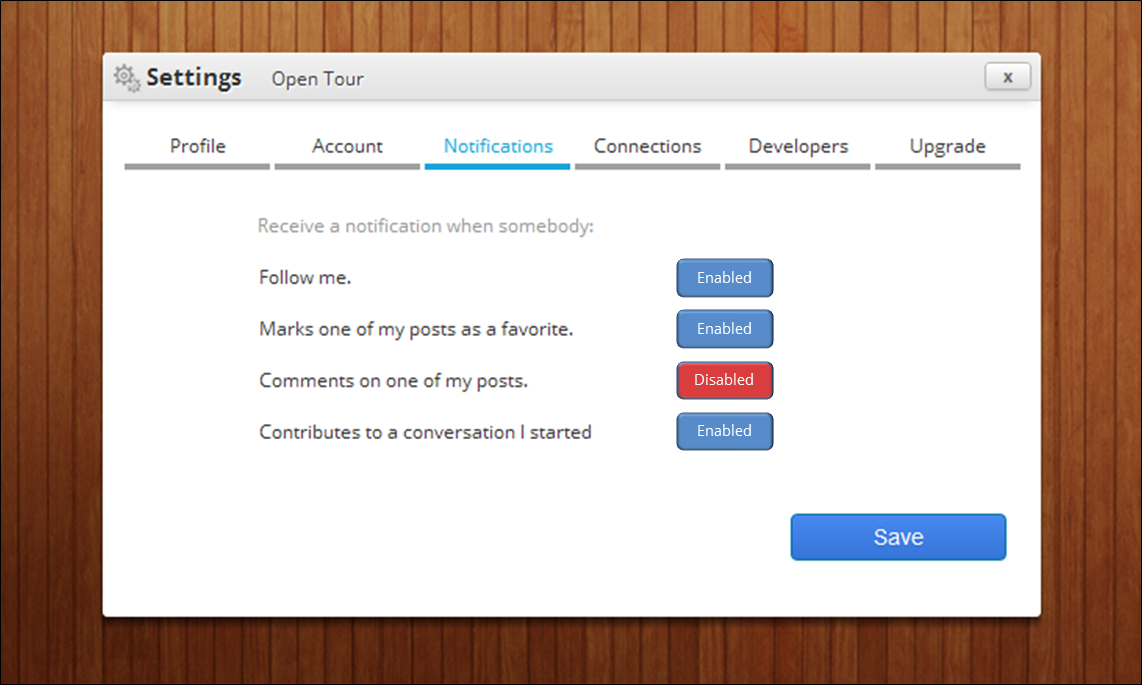 Settings Open Tour x
Profile Account Notifications Connections Developers Upgrade
Receive a notification when somebody:
Follow me. Enabled
Marks one of my posts as a favorite. Enabled
Comments on one of my posts. Disabled
Contributes to a conversation I started Enabled
Save